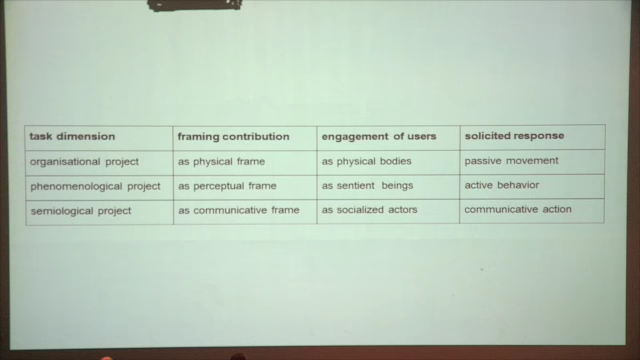 task dimension framing contribution engagement of users solicited response
organisational project as physical frame as physical bodies passive movement
phenomenological project as perceptual frame as sentient beings active behavior
semiological project as communicative frame as socialized actors communicative action